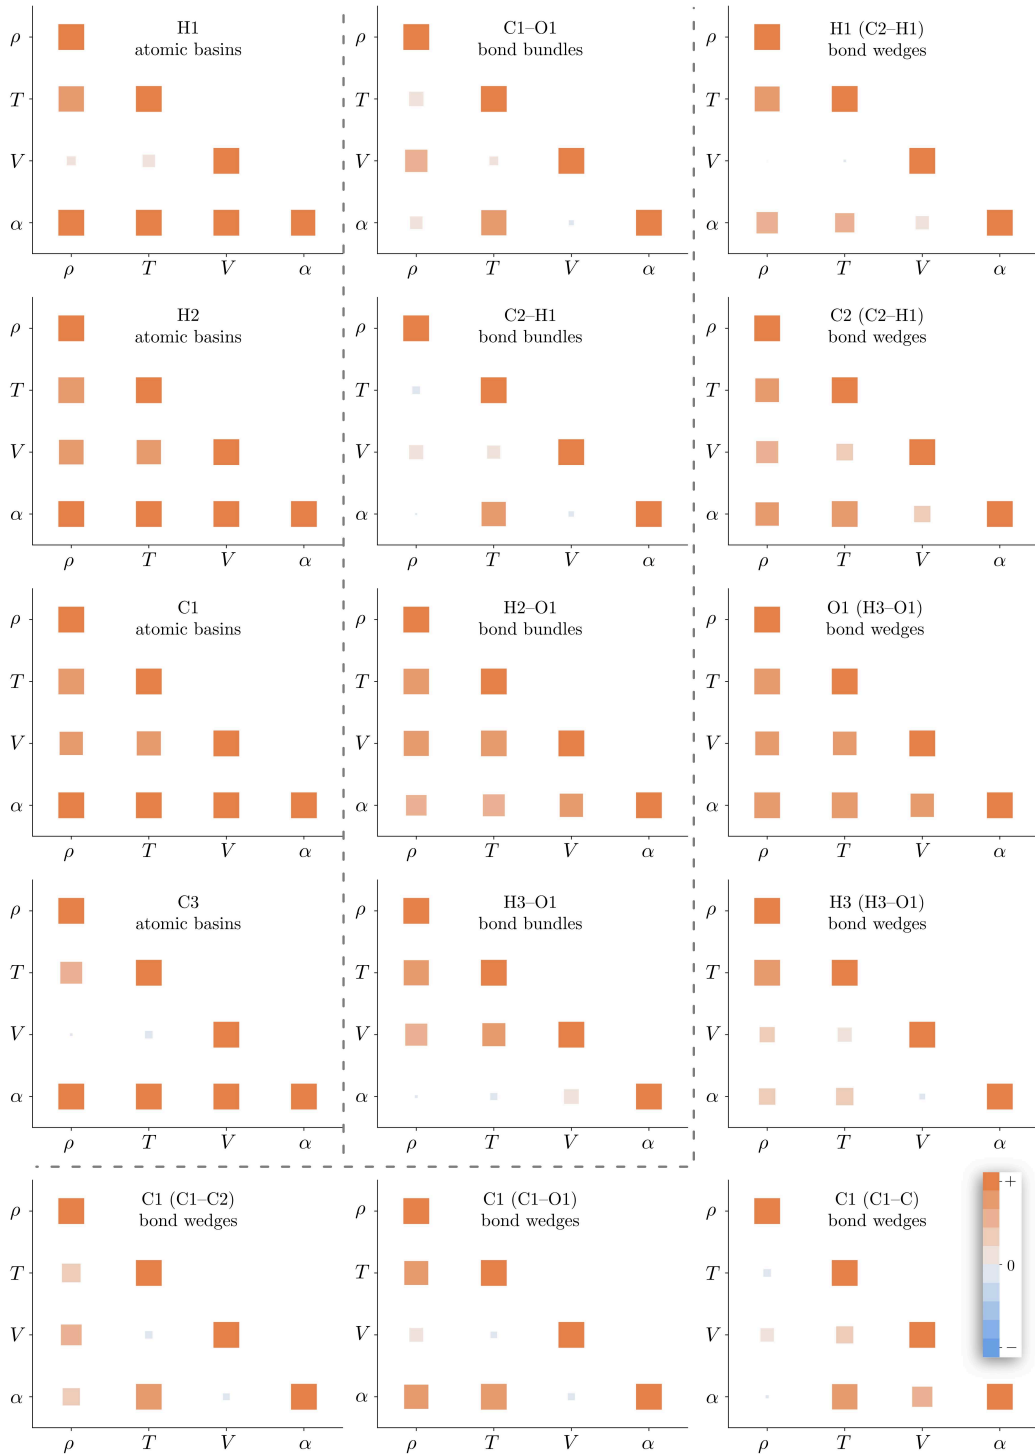 H1
atomic basins
ρ
T
V
α
ρ T V α
C1–O1
bond bundles
ρ
T
V
α
ρ T V α
H1 (C2–H1)
bond wedges
ρ
T
V
α
ρ T V α
H2
atomic basins
ρ
T
V
α
ρ T V α
C2–H1
bond bundles
ρ
T
V
α
ρ T V α
C2 (C2–H1)
bond wedges
ρ
T
V
α
ρ T V α
C1
atomic basins
ρ
T
V
α
ρ T V α
H2–O1
bond bundles
ρ
T
V
α
ρ T V α
O1 (H3–O1)
bond wedges
ρ
T
V
α
ρ T V α
C3
atomic basins
ρ
T
V
α
ρ T V α
H3–O1
bond bundles
ρ
T
V
α
ρ T V α
H3 (H3–O1)
bond wedges
ρ
T
V
α
ρ T V α
C1 (C1–C2)
bond wedges
ρ
T
V
α
ρ T V α
C1 (C1–O1)
bond wedges
ρ
T
V
α
ρ T V α
C1 (C1–C)
bond wedges
ρ
T
V
α
ρ T V α
+
0
−